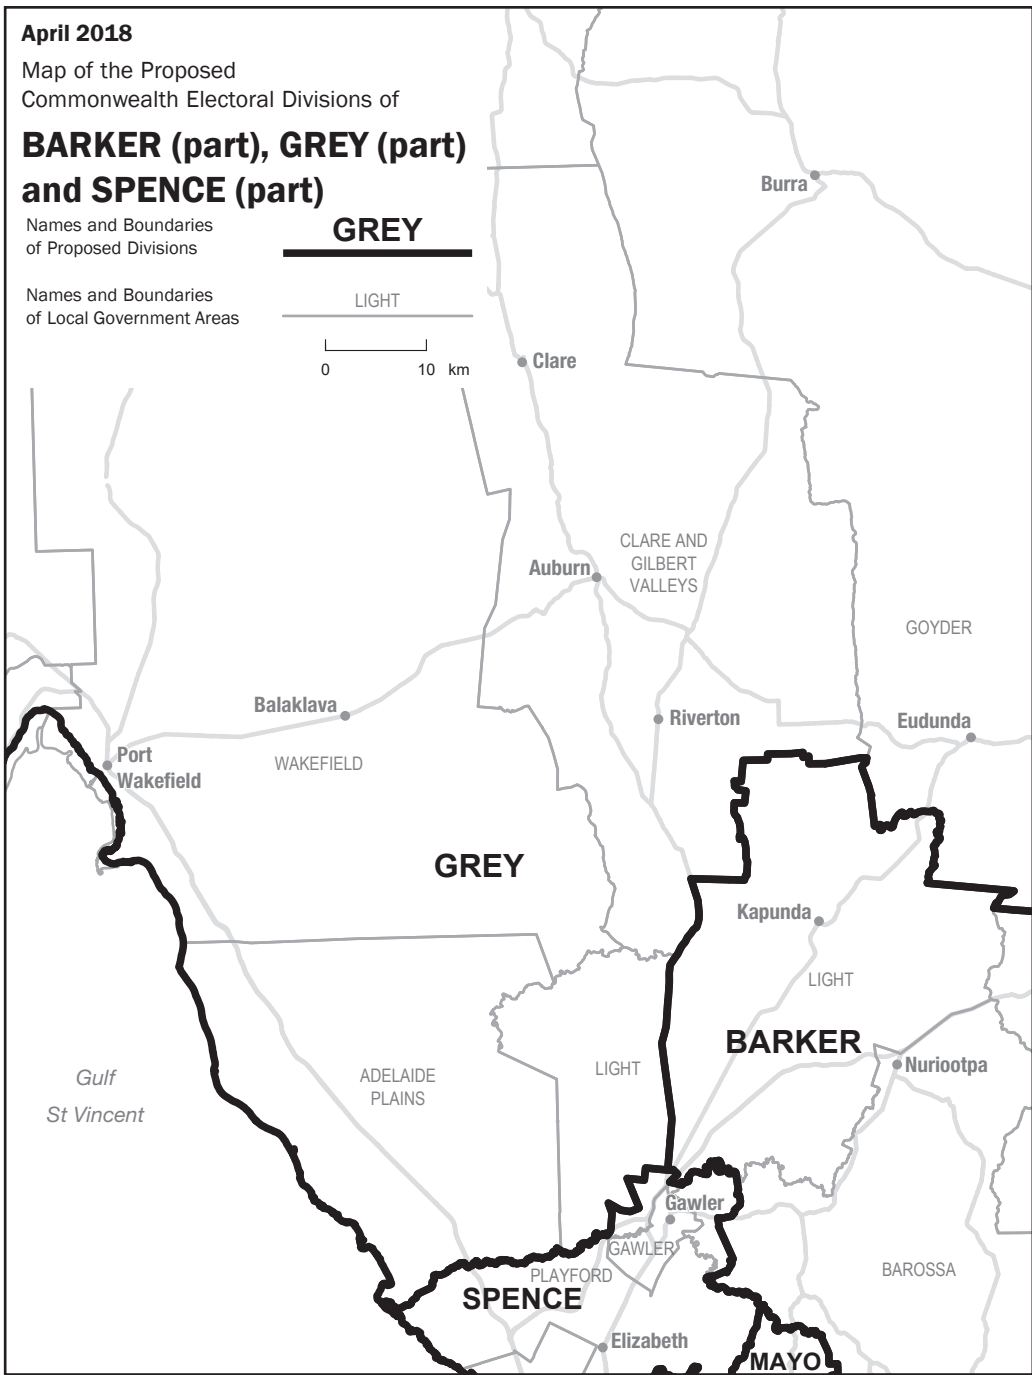 April 2018
Map of the Proposed
Commonwealth Electoral Divisions of
BARKER (part), GREY (part)
and SPENCE (part)
Names and Boundaries
of Proposed Divisions
GREY
Names and Boundaries
of Local Government Areas
LIGHT
0 10 km
Burra
Clare
CLARE AND
GILBERT
VALLEYS
Auburn
GOYDER
Balaklava
Riverton
Eudunda
Port
Wakefield
WAKEFIELD
GREY
Kapunda
LIGHT
BARKER
Nuriootpa
LIGHT
ADELAIDE
PLAINS
Gulf
St Vincent
Gawler
GAWLER
PLAYFORD
BAROSSA
SPENCE
Elizabeth
MAYO